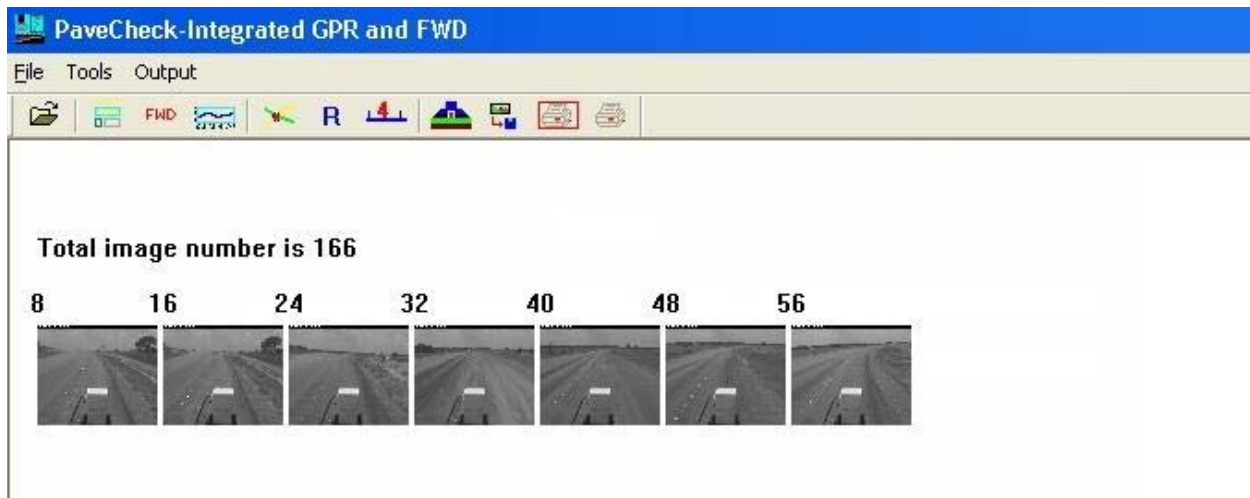 PaveCheck-Integrated GPR and FWD
File Tools Output
FWD R 4
Total image number is 166
8 16 24 32 40 48 56